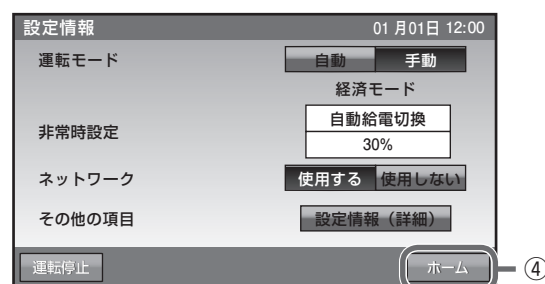 設定情報 01月01日 12:00
運転モード 自動 手動
経済モード
非常時設定 自動給電切換
30%
ネットワーク 使用する 使用しない
その他の項目 設定情報（詳細）
運転停止 ホーム ④